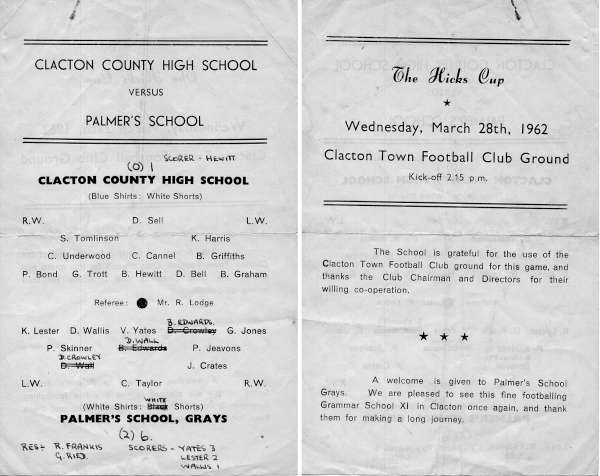 CLACTON COUNTY HIGH SCHOOL
VERSUS
PALMER'S SCHOOL
SCORER - HEWITT
(0) 1
CLACTON COUNTY HIGH SCHOOL
(Blue Shirts: White Shorts)
R.W. D. Sell L.W.
S. Tomlinson K. Harris
C. Underwood C. Cannel B. Griffiths
P. Bond G. Trott B. Hewitt D. Bell B. Graham
Referee: Mr. R. Lodge
B. EDWARDS.
K. Lester D. Wallis V. Yates D. Crowley G. Jones
D. WALL
P. Skinner B. Edwards P. Jeavons
D. CROWLEY
D. Wall J. Crates
L.W. C. Taylor R.W.
WHITE
(White Shirts: Black Shorts)
PALMER'S SCHOOL, GRAYS
(2) 6.
RES:- R. FRANKIS SCORERS - YATES 3
G. RIED. LESTER 2
WALLIS 1
The Hicks Cup
Wednesday, March 28th, 1962
Clacton Town Football Club Ground
Kick-off 2.15 p.m.
The School is grateful for the use of the
Clacton Town Football Club ground for this game, and
thanks the Club Chairman and Directors for their
willing co-operation.
A welcome is given to Palmer's School
Grays. We are pleased to see this fine footballing
Grammar School XI in Clacton once again, and thank
them for making a long journey.